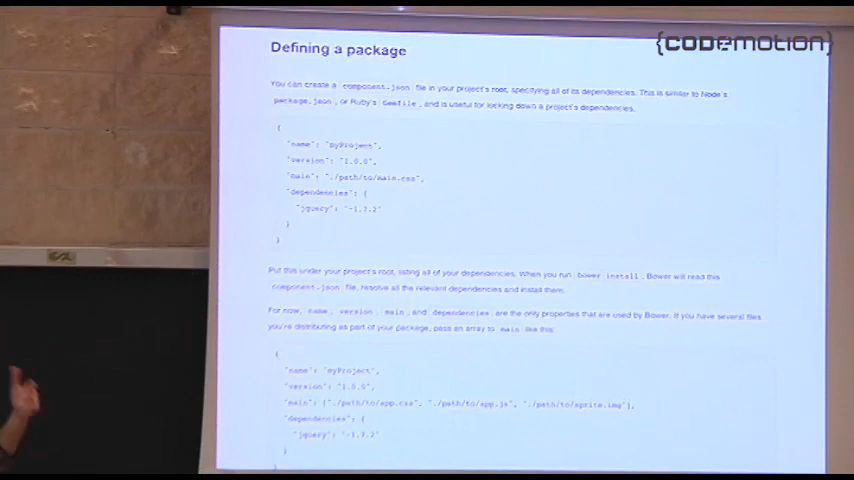 {CODEMOTION}
Defining a package
You can create a component.json file in your project's root, specifying all of its dependencies. This is similar to Node's
package.json, or Ruby's Gemfile, and is useful for locking down a project's dependencies.
{
"name": "myProject",
"version": "1.0.0",
"main": "./path/to/main.css",
"dependencies": {
"jquery": "~1.7.2"
}
}
Put this under your project's root, listing all of your dependencies. When you run bower install, Bower will read this
component.json file, resolve all the relevant dependencies and install them.
For now, name, version, main, and dependencies are the only properties that are used by Bower. If you have several files
you're distributing as part of your package, pass an array to main like this:
{
"name": "myProject",
"version": "1.0.0",
"main": ["./path/to/app.css", "./path/to/app.js", "./path/to/sprite.img"],
"dependencies": {
"jquery": "~1.7.2"
}
}